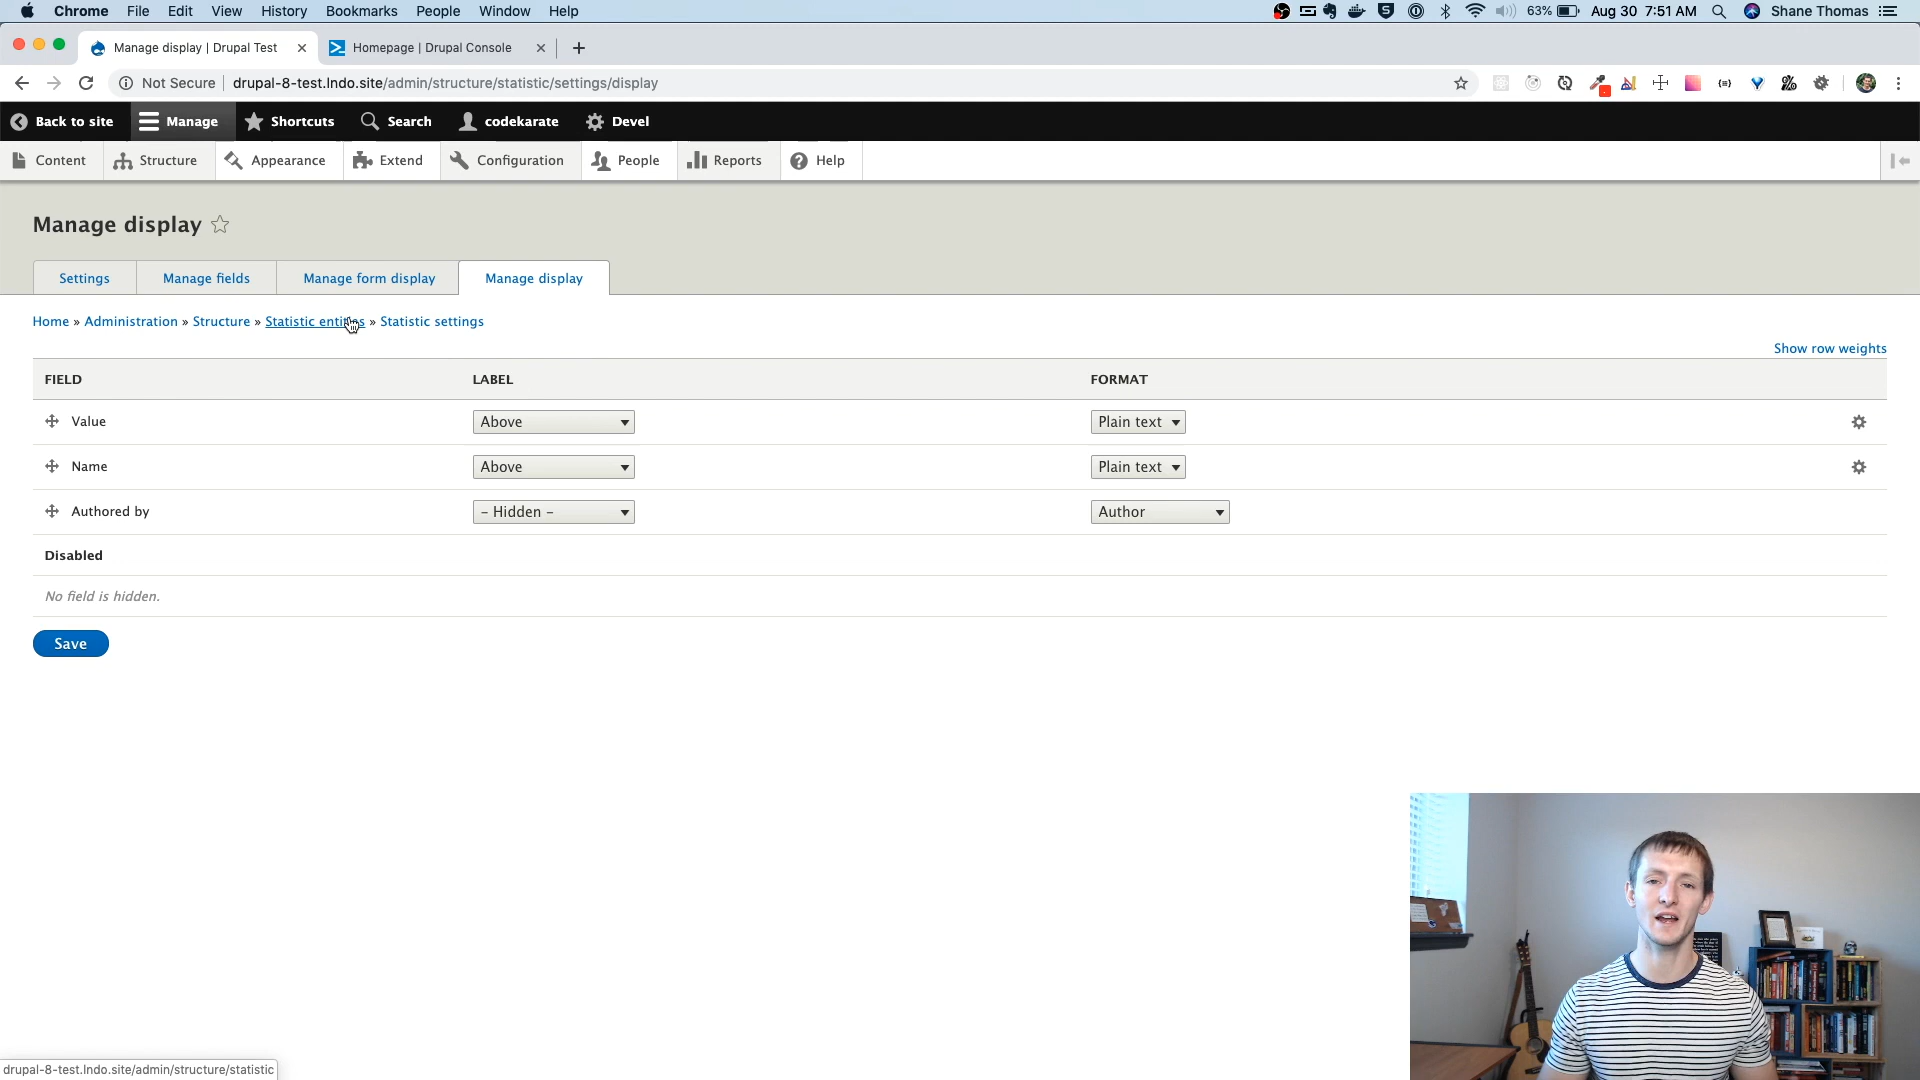 Chrome File Edit View History Bookmarks People Window Help 63% Aug 30 7:51 AM Shane Thomas
Manage display | Drupal Test Homepage | Drupal Console
Not Secure drupal-8-test.lndo.site/admin/structure/statistic/settings/display
Back to site Manage Shortcuts Search codekarate Devel
Content Structure Appearance Extend Configuration People Reports Help
Manage display
Settings Manage fields Manage form display Manage display
Home » Administration » Structure » Statistic entities » Statistic settings
Show row weights
FIELD LABEL FORMAT
Value Above Plain text
Name Above Plain text
Authored by - Hidden - Author
Disabled
No field is hidden.
Save
drupal-8-test.lndo.site/admin/structure/statistic